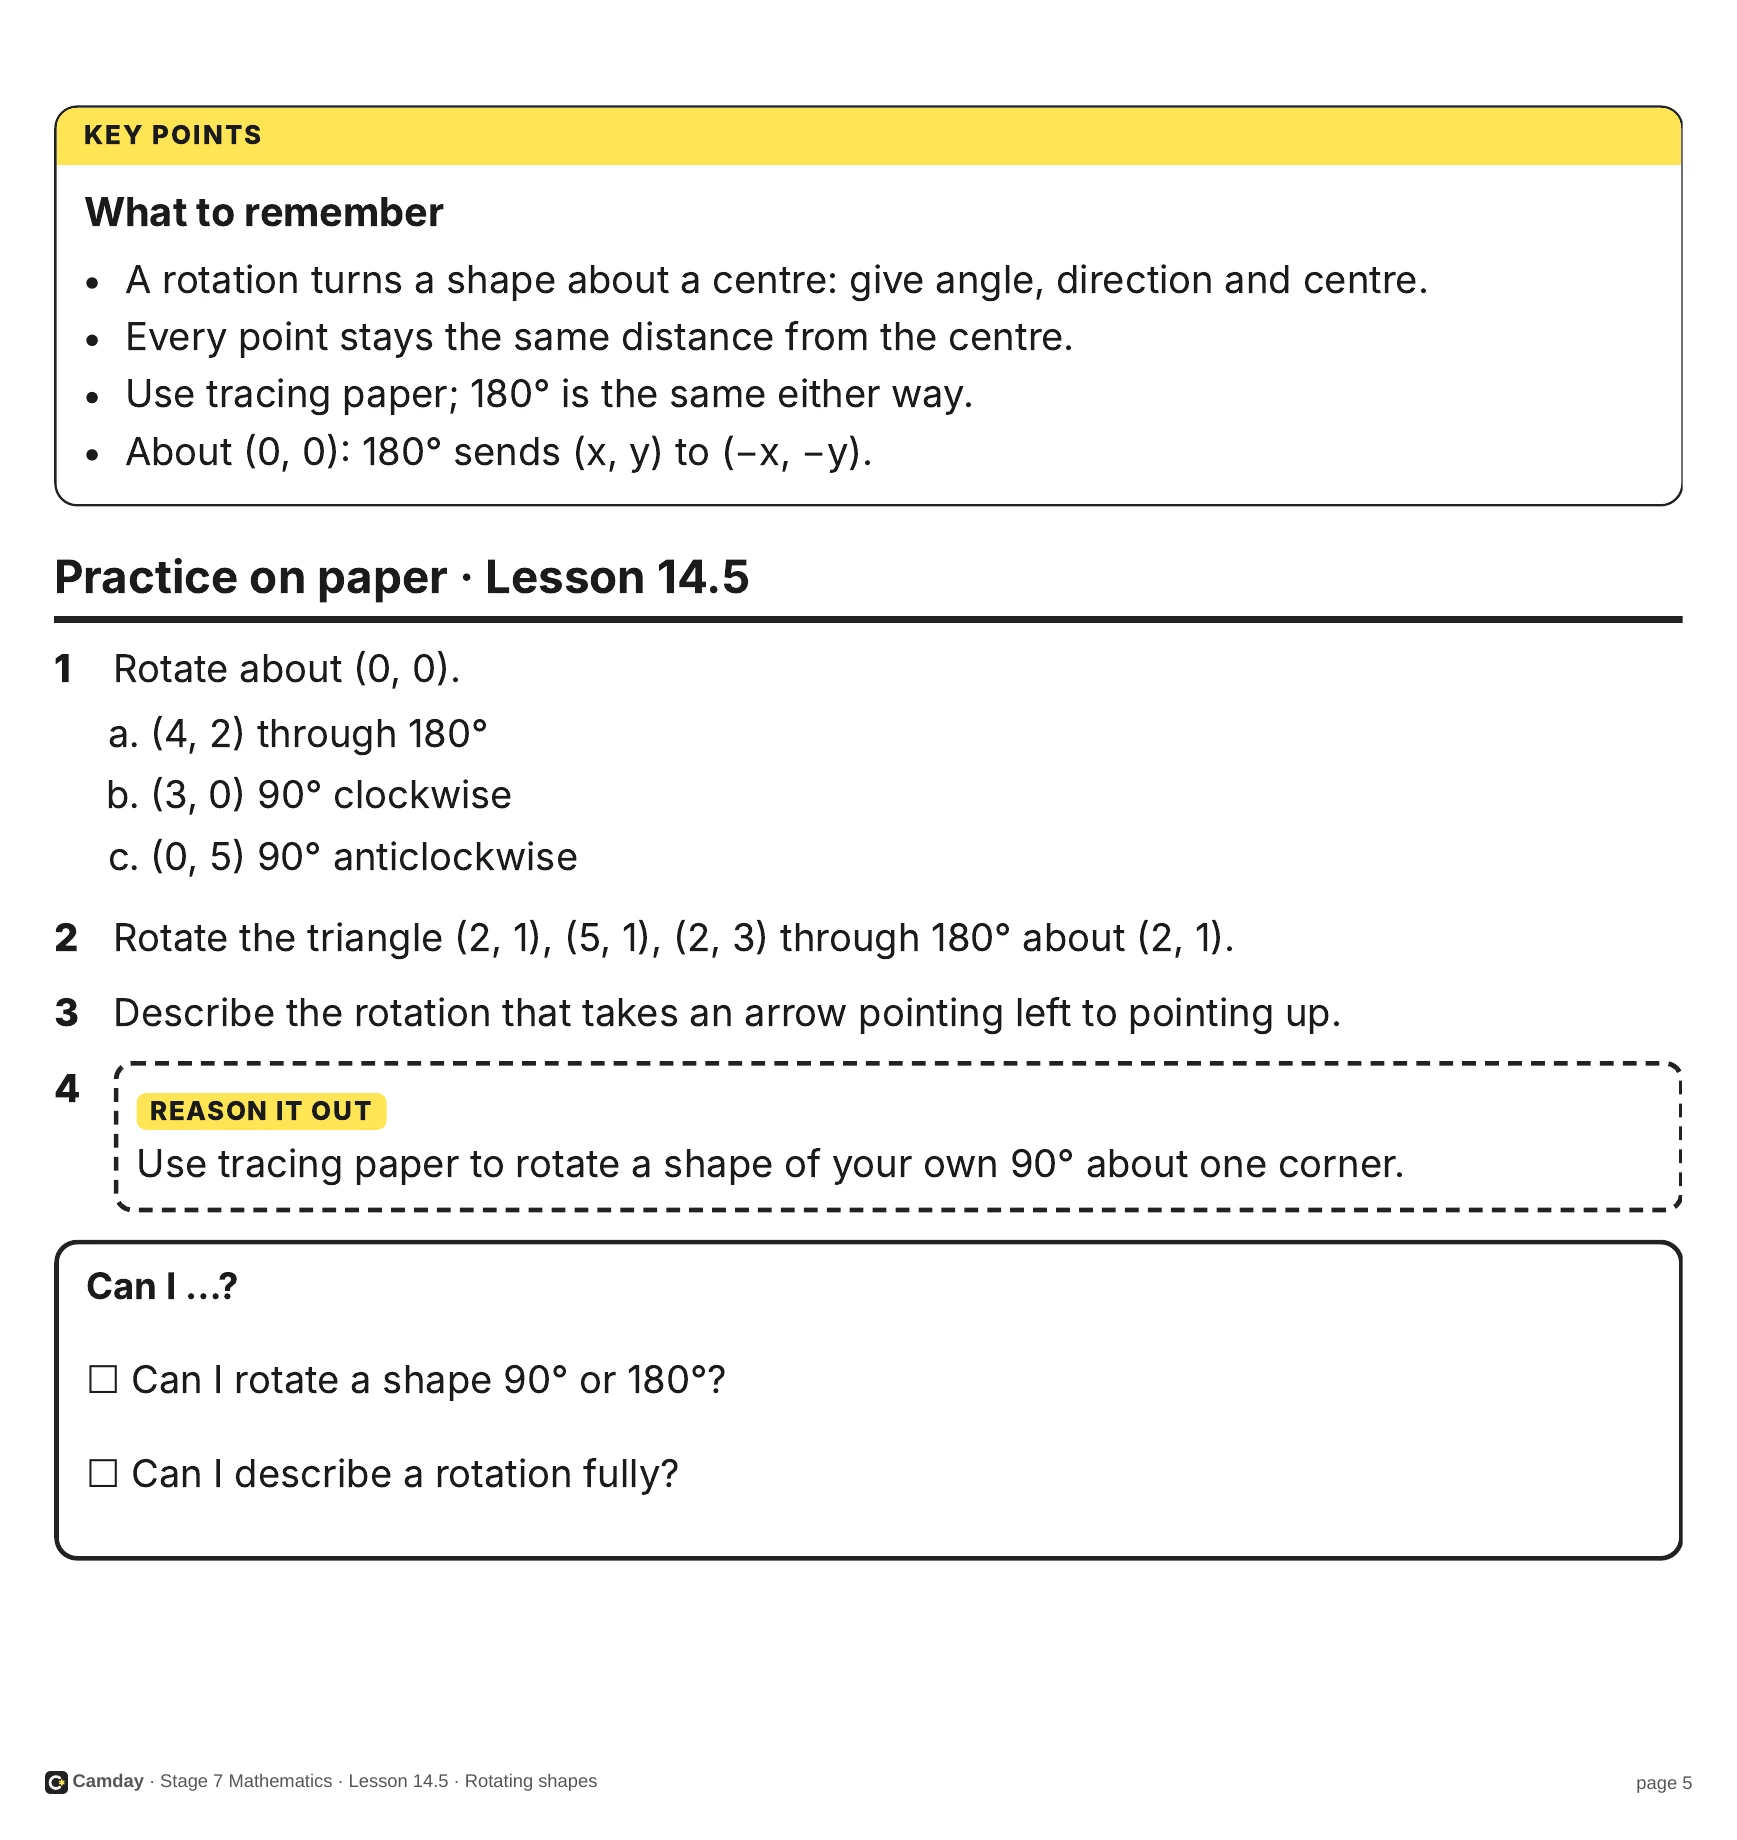 KEY POINTS
What to remember
• A rotation turns a shape about a centre: give angle, direction and centre.
• Every point stays the same distance from the centre.
• Use tracing paper; 180° is the same either way.
• About (0, 0): 180° sends (x, y) to (−x, −y).
Practice on paper · Lesson 14.5
1 Rotate about (0, 0).
a. (4, 2) through 180°
b. (3, 0) 90° clockwise
c. (0, 5) 90° anticlockwise
2 Rotate the triangle (2, 1), (5, 1), (2, 3) through 180° about (2, 1).
3 Describe the rotation that takes an arrow pointing left to pointing up.
4 REASON IT OUT
Use tracing paper to rotate a shape of your own 90° about one corner.
Can I …?
☐ Can I rotate a shape 90° or 180°?
☐ Can I describe a rotation fully?
Camday · Stage 7 Mathematics · Lesson 14.5 · Rotating shapes page 5